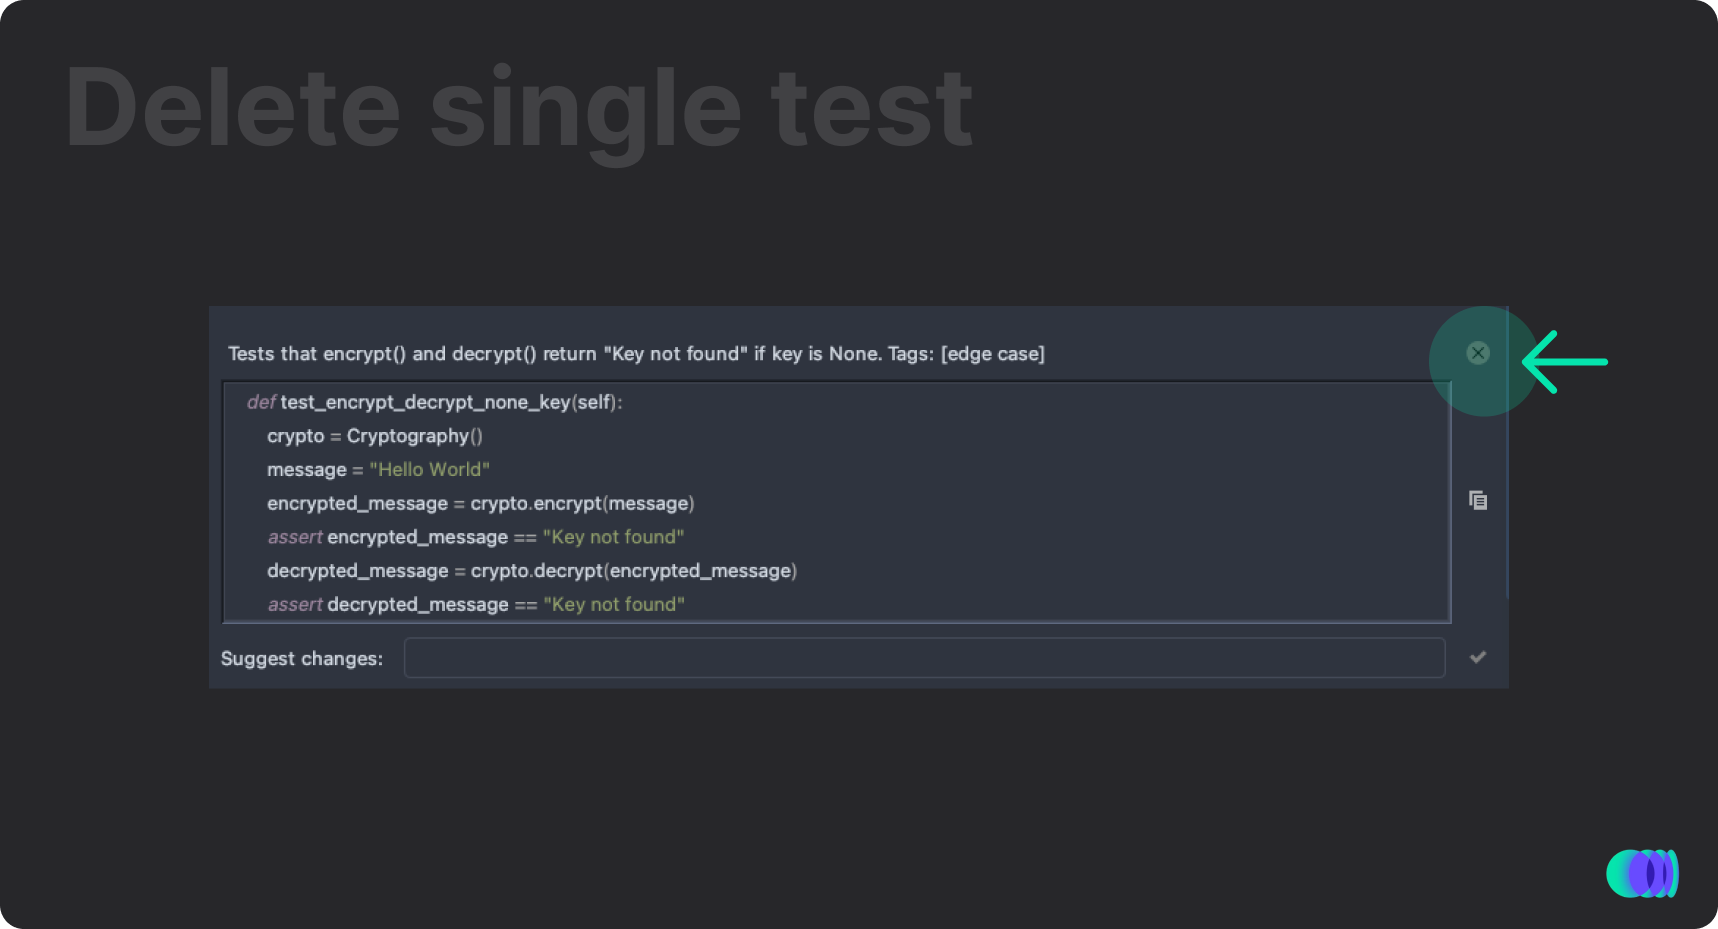 Delete single test
Tests that encrypt() and decrypt() return "Key not found" if key is None. Tags: [edge case]
def test_encrypt_decrypt_none_key(self):
crypto = Cryptography()
message = "Hello World"
encrypted_message = crypto.encrypt(message)
assert encrypted_message == "Key not found"
decrypted_message = crypto.decrypt(encrypted_message)
assert decrypted_message == "Key not found"
Suggest changes: